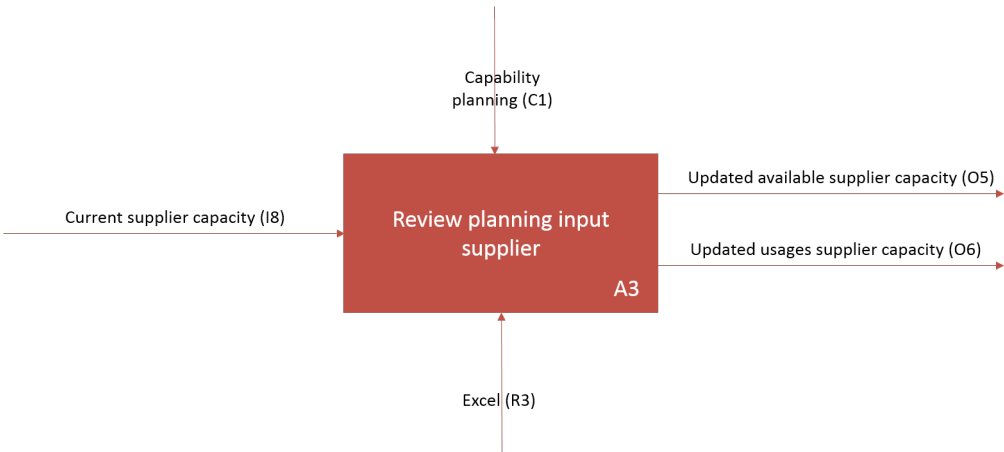 Capability
planning (C1)
Updated available supplier capacity (O5)
Current supplier capacity (I8)
Review planning input
supplier
Updated usages supplier capacity (O6)
A3
Excel (R3)